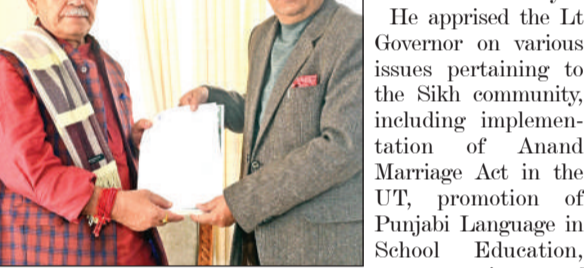 He apprised the Lt
Governor on various
issues pertaining to
the Sikh community,
including implemen-
tation of Anand
Marriage Act in the
UT, promotion of
Punjabi Language in
School Education,